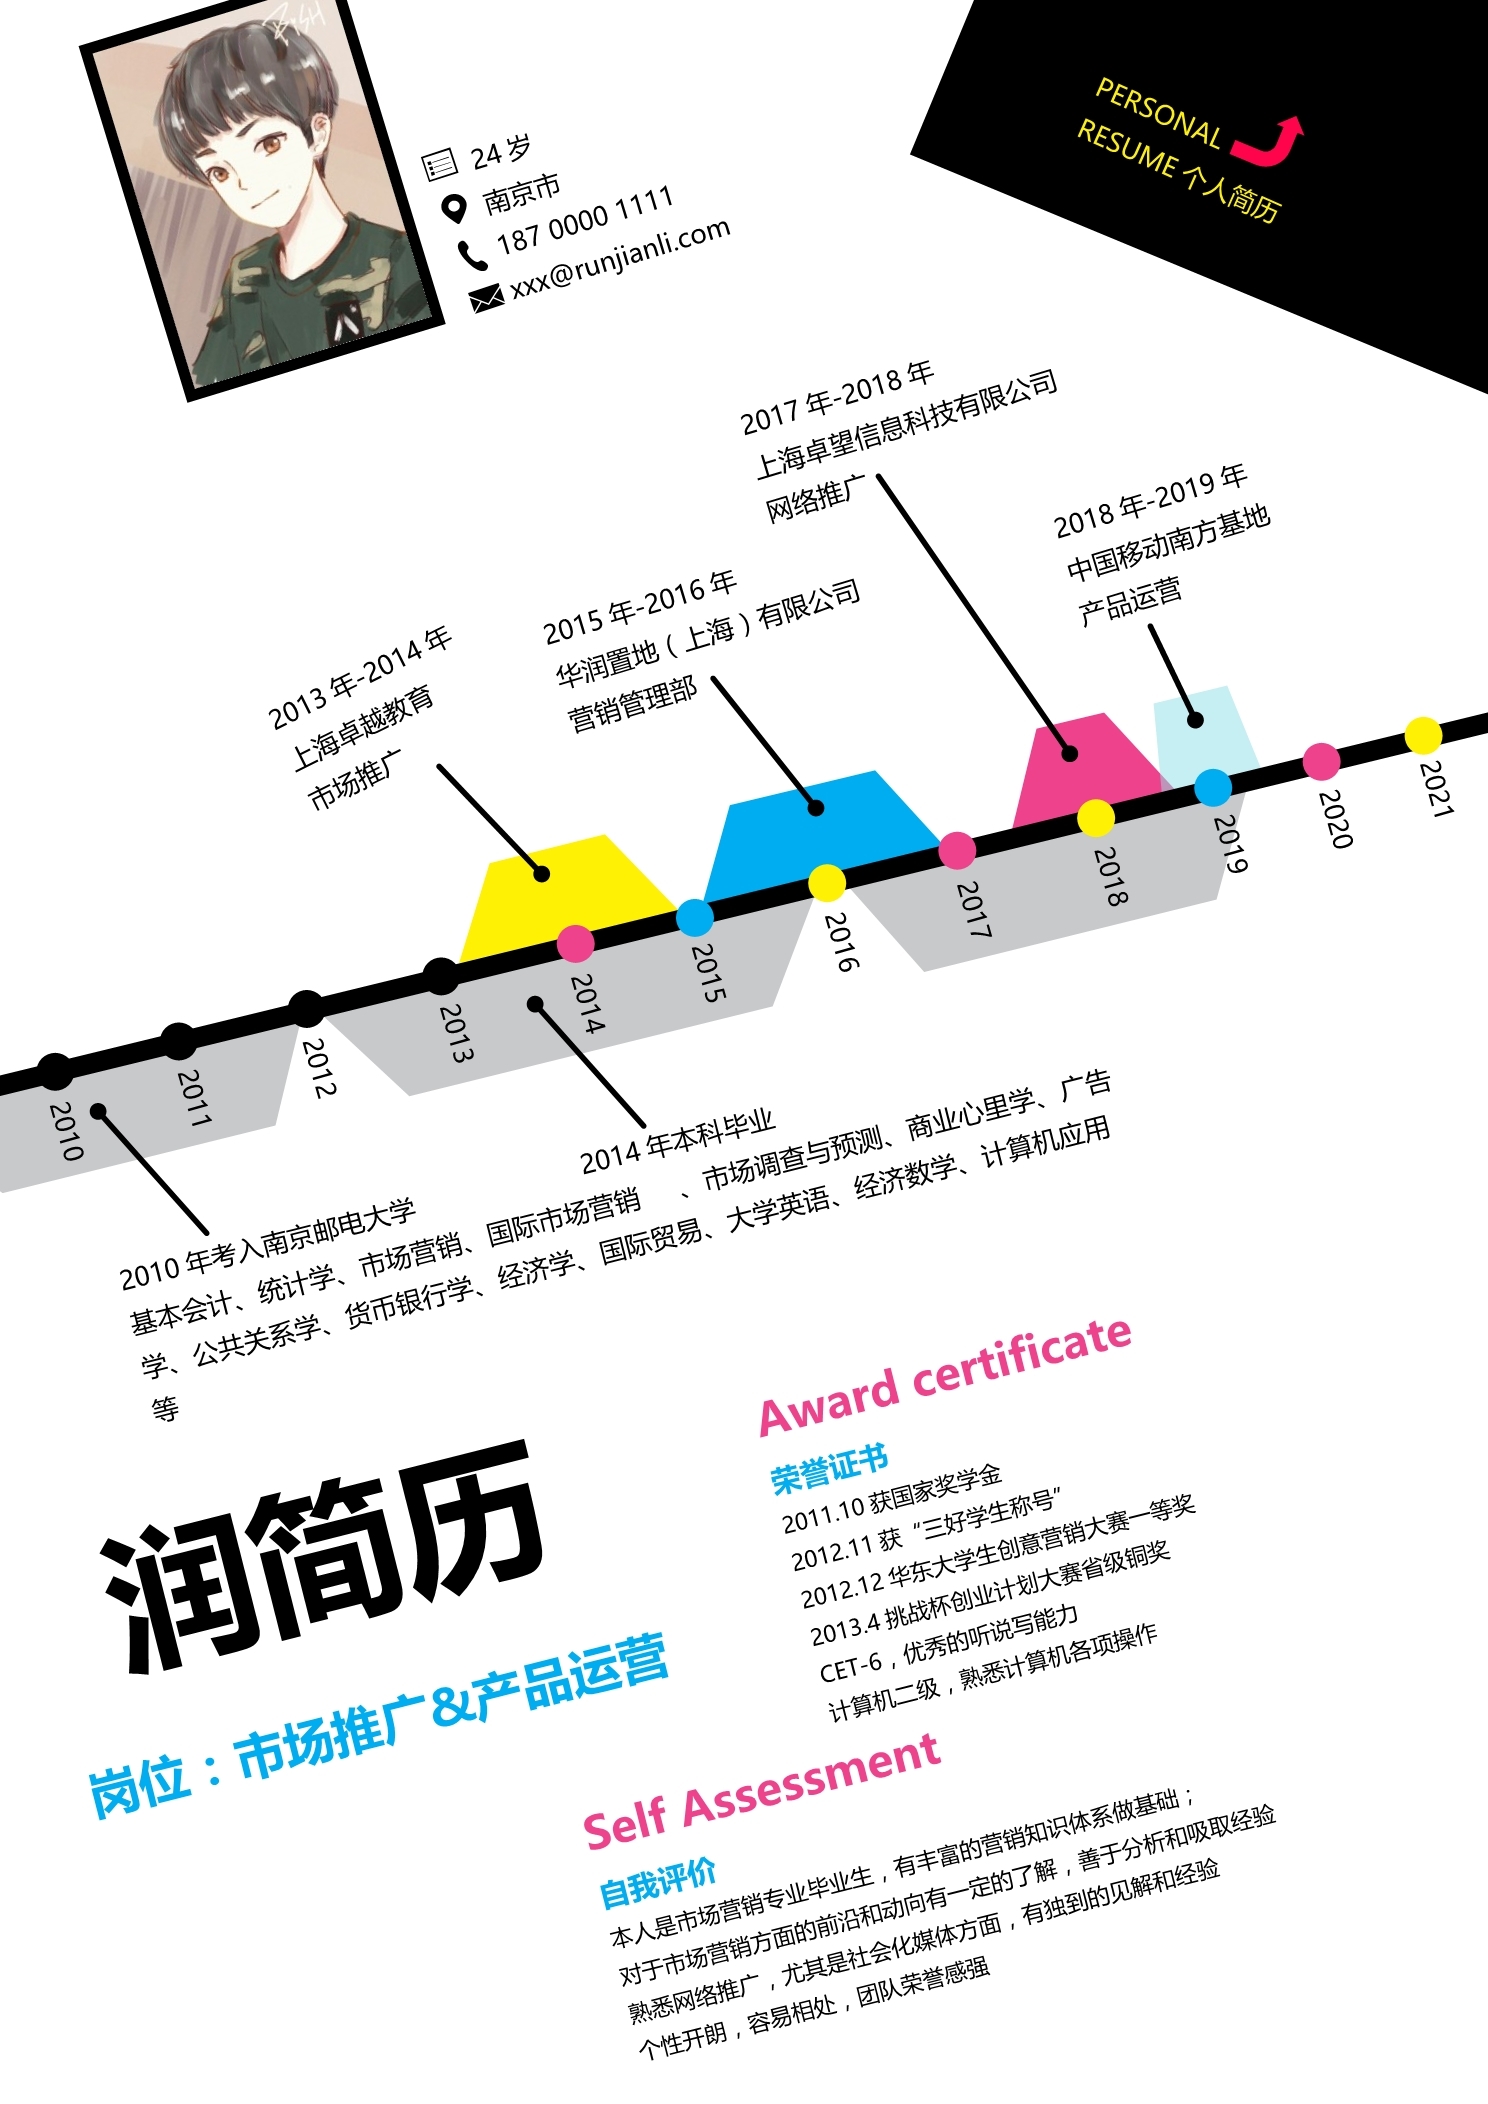 24 岁
南京市
187 0000 1111
xxx@runjianli.com
PERSONAL
RESUME 个人简历
2017 年-2018 年
上海卓望信息科技有限公司
网络推广
2018 年-2019 年
中国移动南方基地
产品运营
2015 年-2016 年
华润置地（上海）有限公司
营销管理部
2013 年-2014 年
上海卓越教育
市场推广
2010
2011
2012
2013
2014
2015
2016
2017
2018
2019
2020
2021
2014 年本科毕业
2010 年考入南京邮电大学
基本会计、统计学、市场营销、国际市场营销 、市场调查与预测、商业心里学、广告
学、公共关系学、货币银行学、经济学、国际贸易、大学英语、经济数学、计算机应用
等
润简历
岗位：市场推广&产品运营
Award certificate
荣誉证书
2011.10 获国家奖学金
2012.11 获“三好学生称号”
2012.12 华东大学生创意营销大赛一等奖
2013.4 挑战杯创业计划大赛省级铜奖
CET-6，优秀的听说写能力
计算机二级，熟悉计算机各项操作
Self Assessment
自我评价
本人是市场营销专业毕业生，有丰富的营销知识体系做基础；
对于市场营销方面的前沿和动向有一定的了解，善于分析和吸取经验
熟悉网络推广，尤其是社会化媒体方面，有独到的见解和经验
个性开朗，容易相处，团队荣誉感强